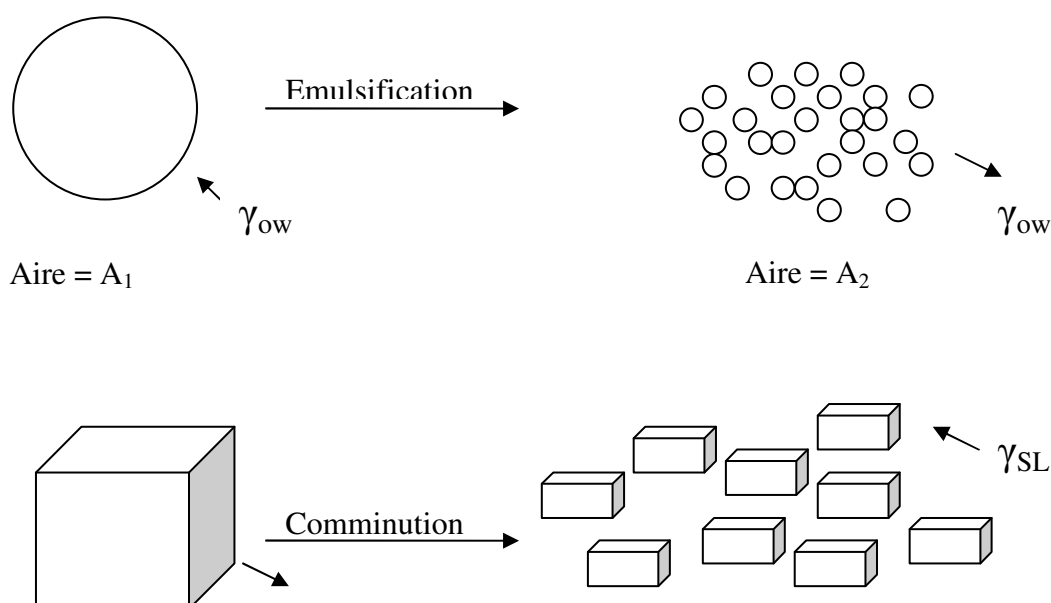 Emulsification
γow
γow
Aire = A1
Aire = A2
γSL
Comminution